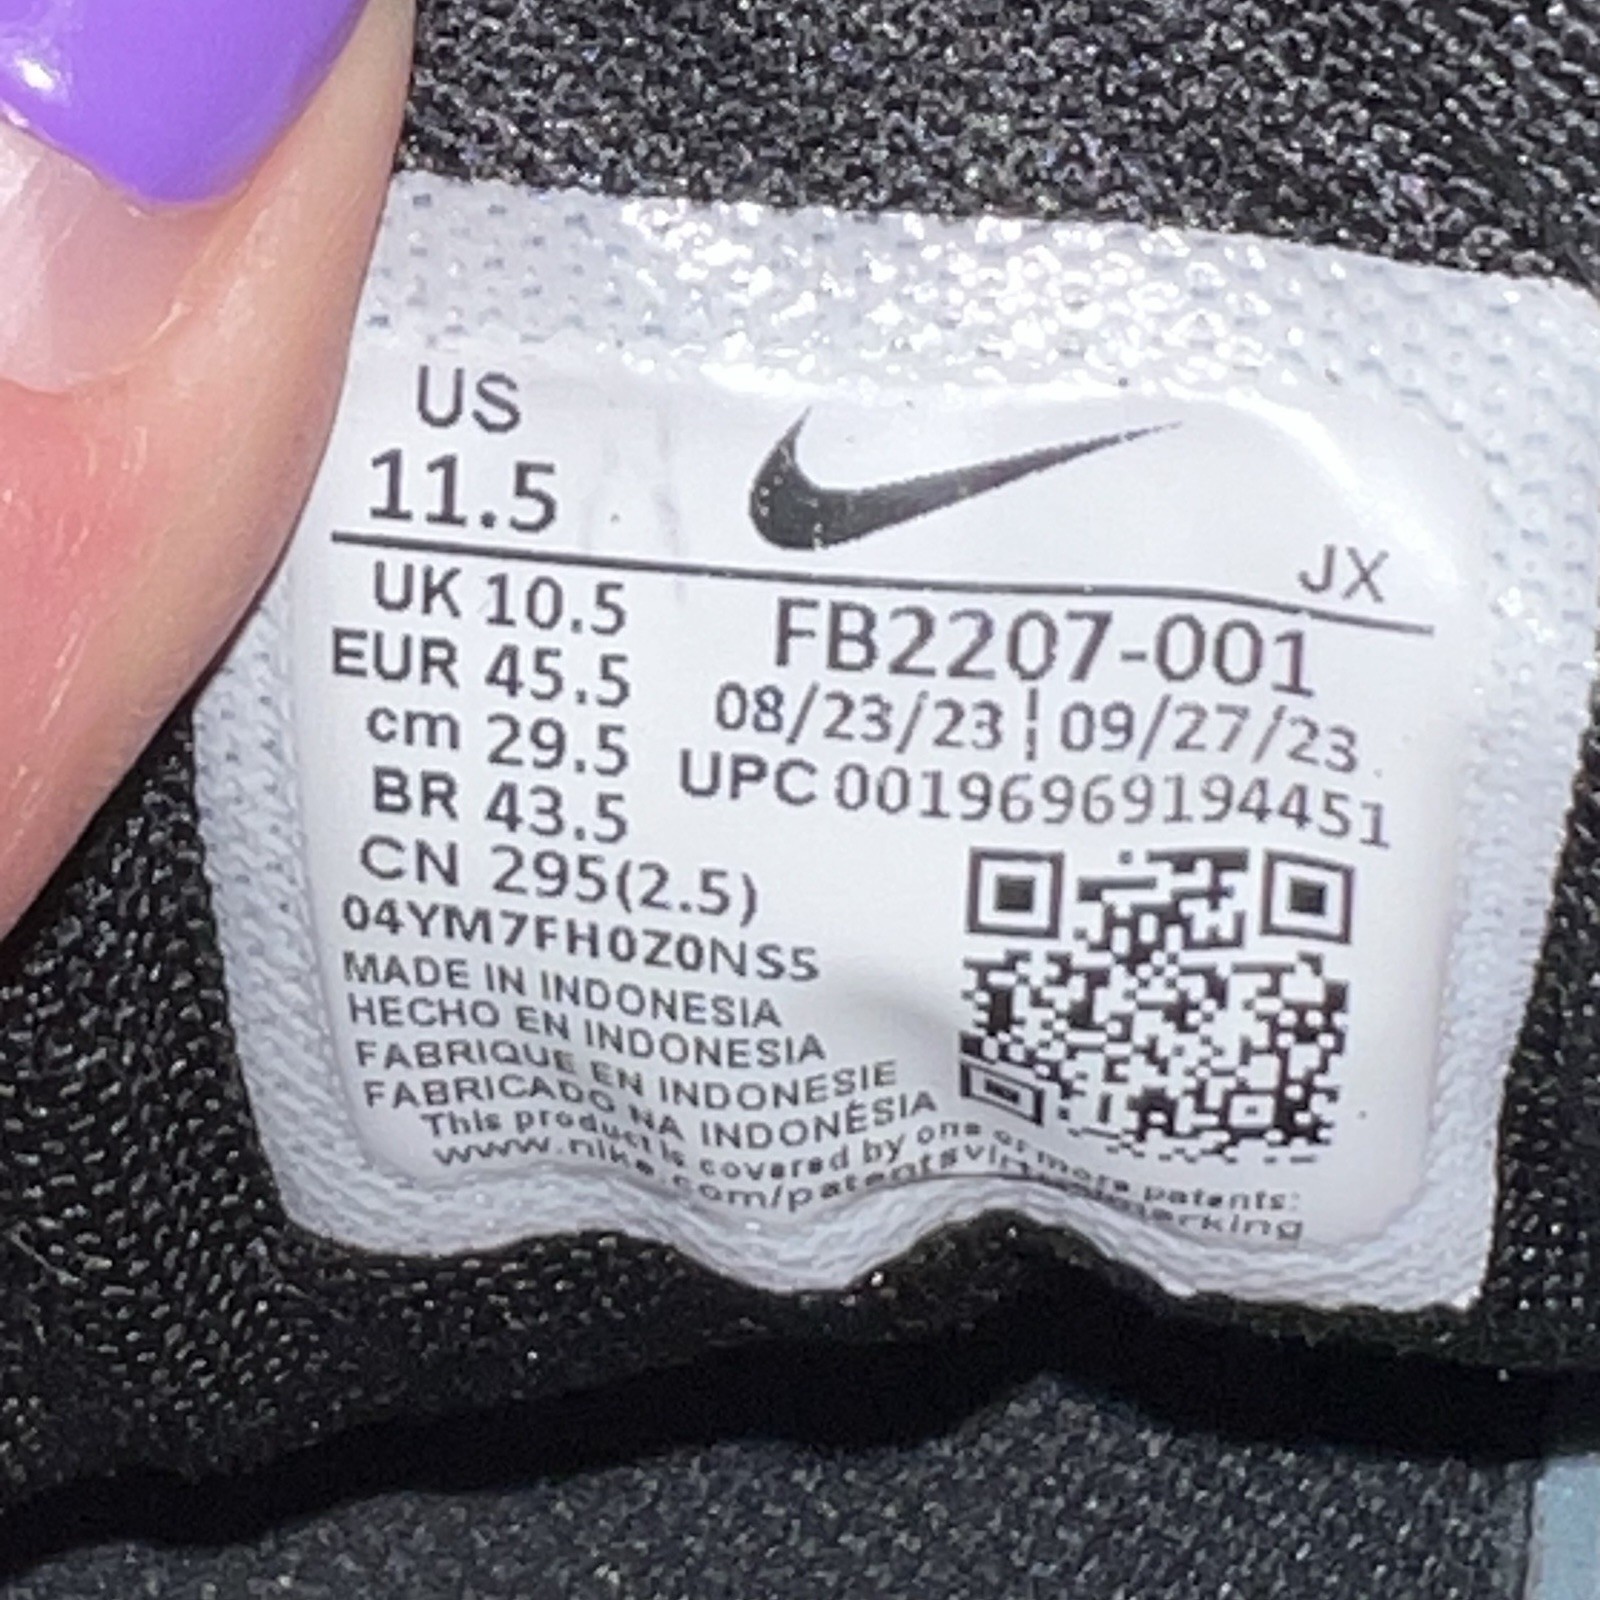 US
11.5
JX
UK 10.5
EUR 45.5
cm 29.5
BR 43.5
CN 295(2.5)
FB2207-001
08/23/23 ¦ 09/27/23
UPC 00196969194451
04YM7FH0Z0NS5
MADE IN INDONESIA
HECHO EN INDONESIA
FABRIQUE EN INDONESIE
FABRICADO NA INDONÉSIA
This product is covered by one or more patents:
www.nike.com/patentsvirtualmarking